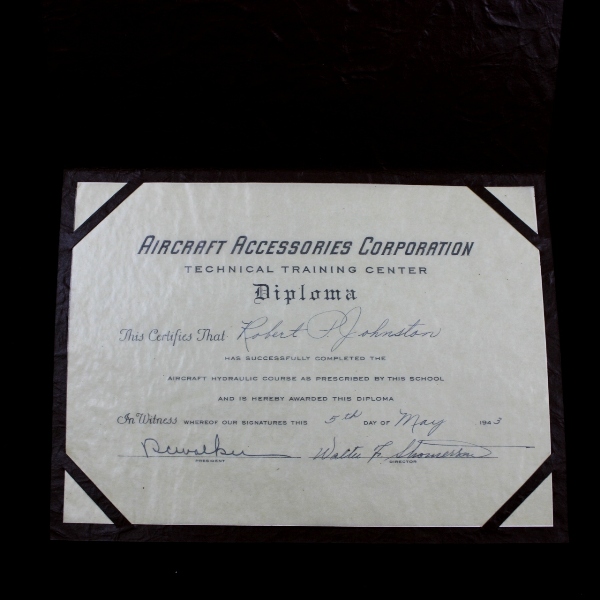 AIRCRAFT ACCESSORIES CORPORATION
TECHNICAL TRAINING CENTER
Diploma
This Certifies That Robert P. Johnston
HAS SUCCESSFULLY COMPLETED THE
AIRCRAFT HYDRAULIC COURSE AS PRESCRIBED BY THIS SCHOOL
AND IS HEREBY AWARDED THIS DIPLOMA
In Witness WHEREOF OUR SIGNATURES THIS 5th DAY OF May 1943
Walter F.
PRESIDENT DIRECTOR